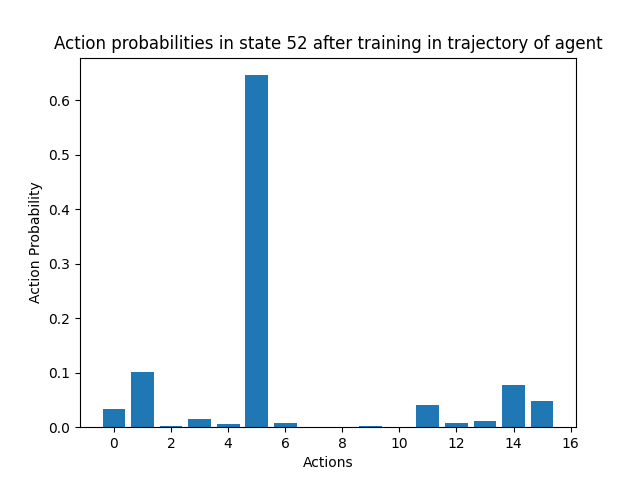 Action probabilities in state 52 after training in trajectory of agent
Action Probability
0.6
0.5
0.4
0.3
0.2
0.1
0.0
0 2 4 6 8 10 12 14 16
Actions